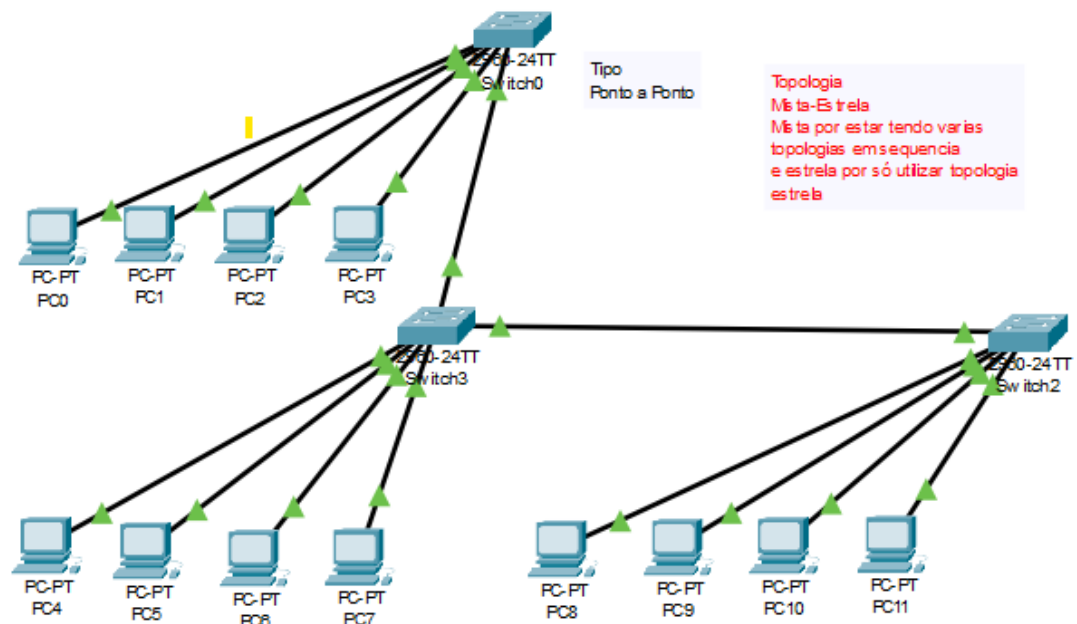 2960-24TT
Switch0
Tipo
Ponto a Ponto
Topologia
Mista-Estrela
Mista por estar tendo varias
topologias em sequencia
e estrela por só utilizar topologia
estrela
PC-PT
PC0
PC-PT
PC1
PC-PT
PC2
PC-PT
PC3
2960-24TT
Switch3
2960-24TT
Switch2
PC-PT
PC4
PC-PT
PC5
PC-PT
PC6
PC-PT
PC7
PC-PT
PC8
PC-PT
PC9
PC-PT
PC10
PC-PT
PC11